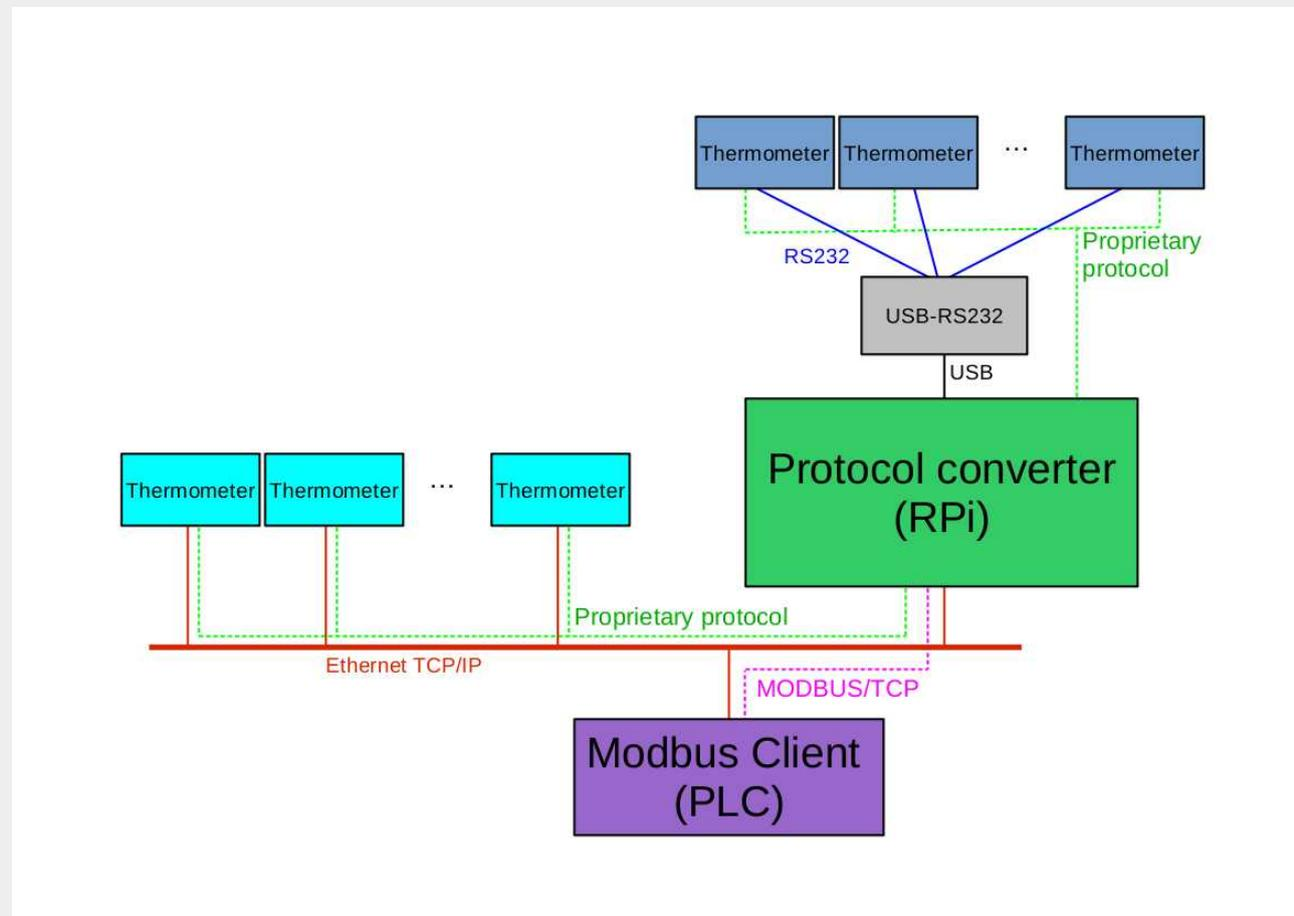 Thermometer Thermometer ... Thermometer
Proprietary
protocol
RS232
USB-RS232
USB
Protocol converter
(RPi)
Thermometer Thermometer ... Thermometer
Proprietary protocol
Ethernet TCP/IP
MODBUS/TCP
Modbus Client
(PLC)